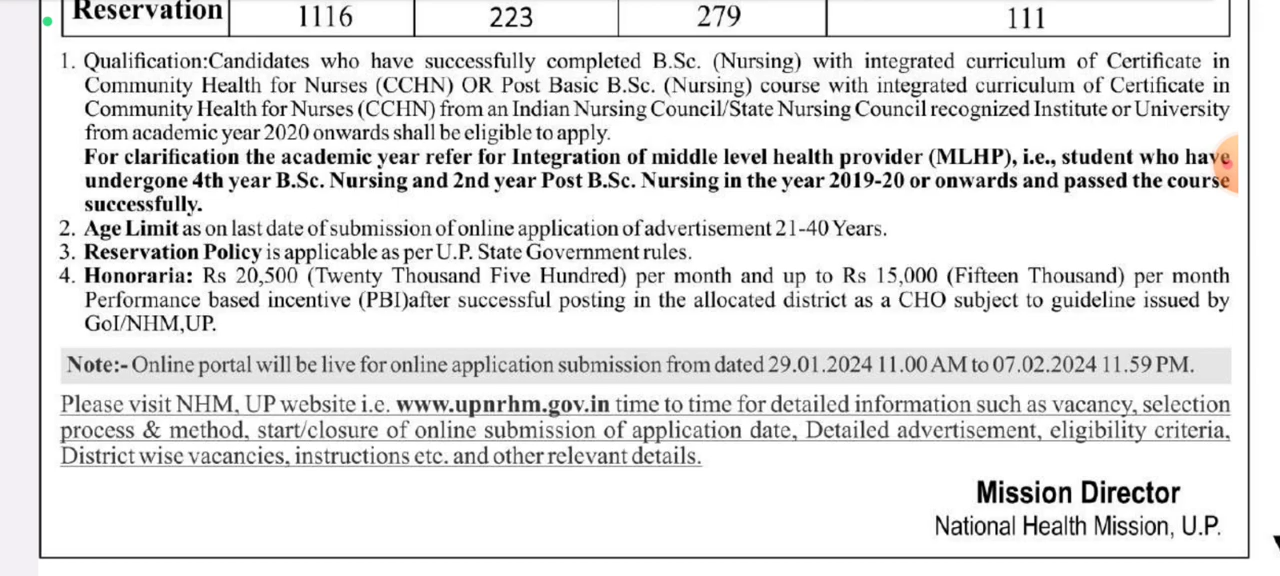 Reservation 1116 223 279 111
1. Qualification:Candidates who have successfully completed B.Sc. (Nursing) with integrated curriculum of Certificate in
Community Health for Nurses (CCHN) OR Post Basic B.Sc. (Nursing) course with integrated curriculum of Certificate in
Community Health for Nurses (CCHN) from an Indian Nursing Council/State Nursing Council recognized Institute or University
from academic year 2020 onwards shall be eligible to apply.
For clarification the academic year refer for Integration of middle level health provider (MLHP), i.e., student who have
undergone 4th year B.Sc. Nursing and 2nd year Post B.Sc. Nursing in the year 2019-20 or onwards and passed the course
successfully.
2. Age Limit as on last date of submission of online application of advertisement 21-40 Years.
3. Reservation Policy is applicable as per U.P. State Government rules.
4. Honoraria: Rs 20,500 (Twenty Thousand Five Hundred) per month and up to Rs 15,000 (Fifteen Thousand) per month
Performance based incentive (PBI)after successful posting in the allocated district as a CHO subject to guideline issued by
GoI/NHM,UP.
Note:- Online portal will be live for online application submission from dated 29.01.2024 11.00 AM to 07.02.2024 11.59 PM.
Please visit NHM, UP website i.e. www.upnrhm.gov.in time to time for detailed information such as vacancy, selection
process & method, start/closure of online submission of application date, Detailed advertisement, eligibility criteria,
District wise vacancies, instructions etc. and other relevant details.
Mission Director
National Health Mission, U.P.